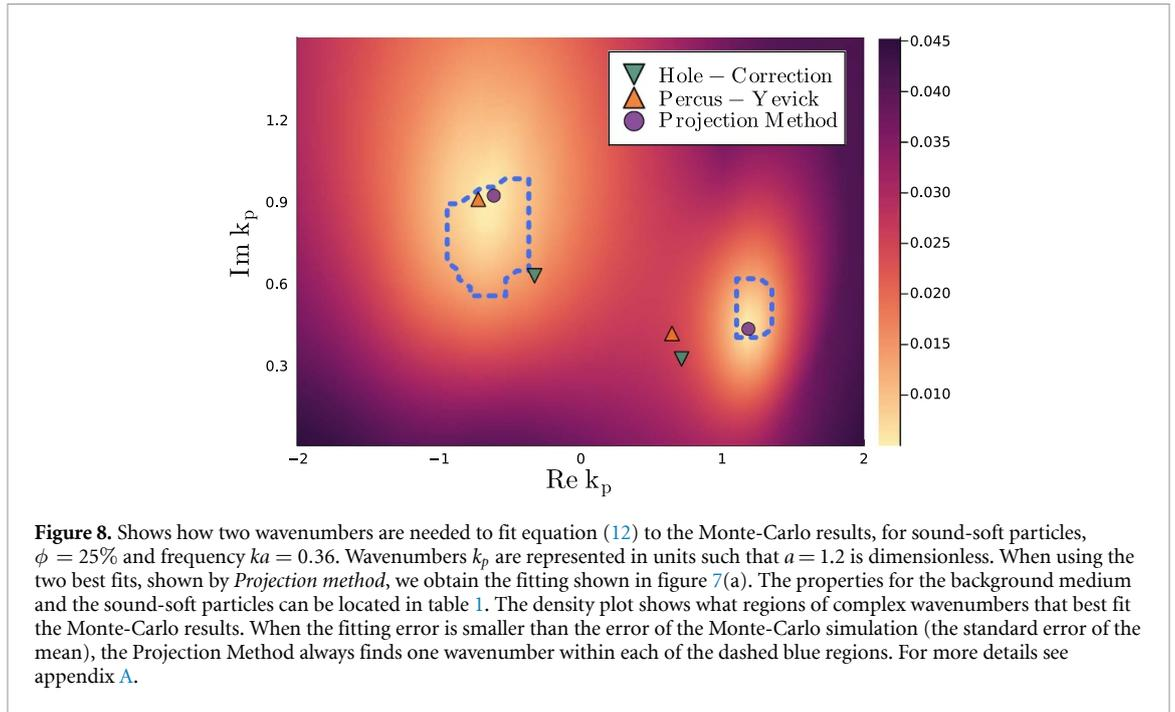 Hole – Correction
Percus – Yevick
Projection Method
0.045
0.040
0.035
0.030
0.025
0.020
0.015
0.010
1.2
0.9
0.6
0.3
Im kp
−2
−1
0
1
2
Re kp
Figure 8. Shows how two wavenumbers are needed to fit equation (12) to the Monte-Carlo results, for sound-soft particles,
ϕ = 25% and frequency ka = 0.36. Wavenumbers kp are represented in units such that a = 1.2 is dimensionless. When using the
two best fits, shown by Projection method, we obtain the fitting shown in figure 7(a). The properties for the background medium
and the sound-soft particles can be located in table 1. The density plot shows what regions of complex wavenumbers that best fit
the Monte-Carlo results. When the fitting error is smaller than the error of the Monte-Carlo simulation (the standard error of the
mean), the Projection Method always finds one wavenumber within each of the dashed blue regions. For more details see
appendix A.